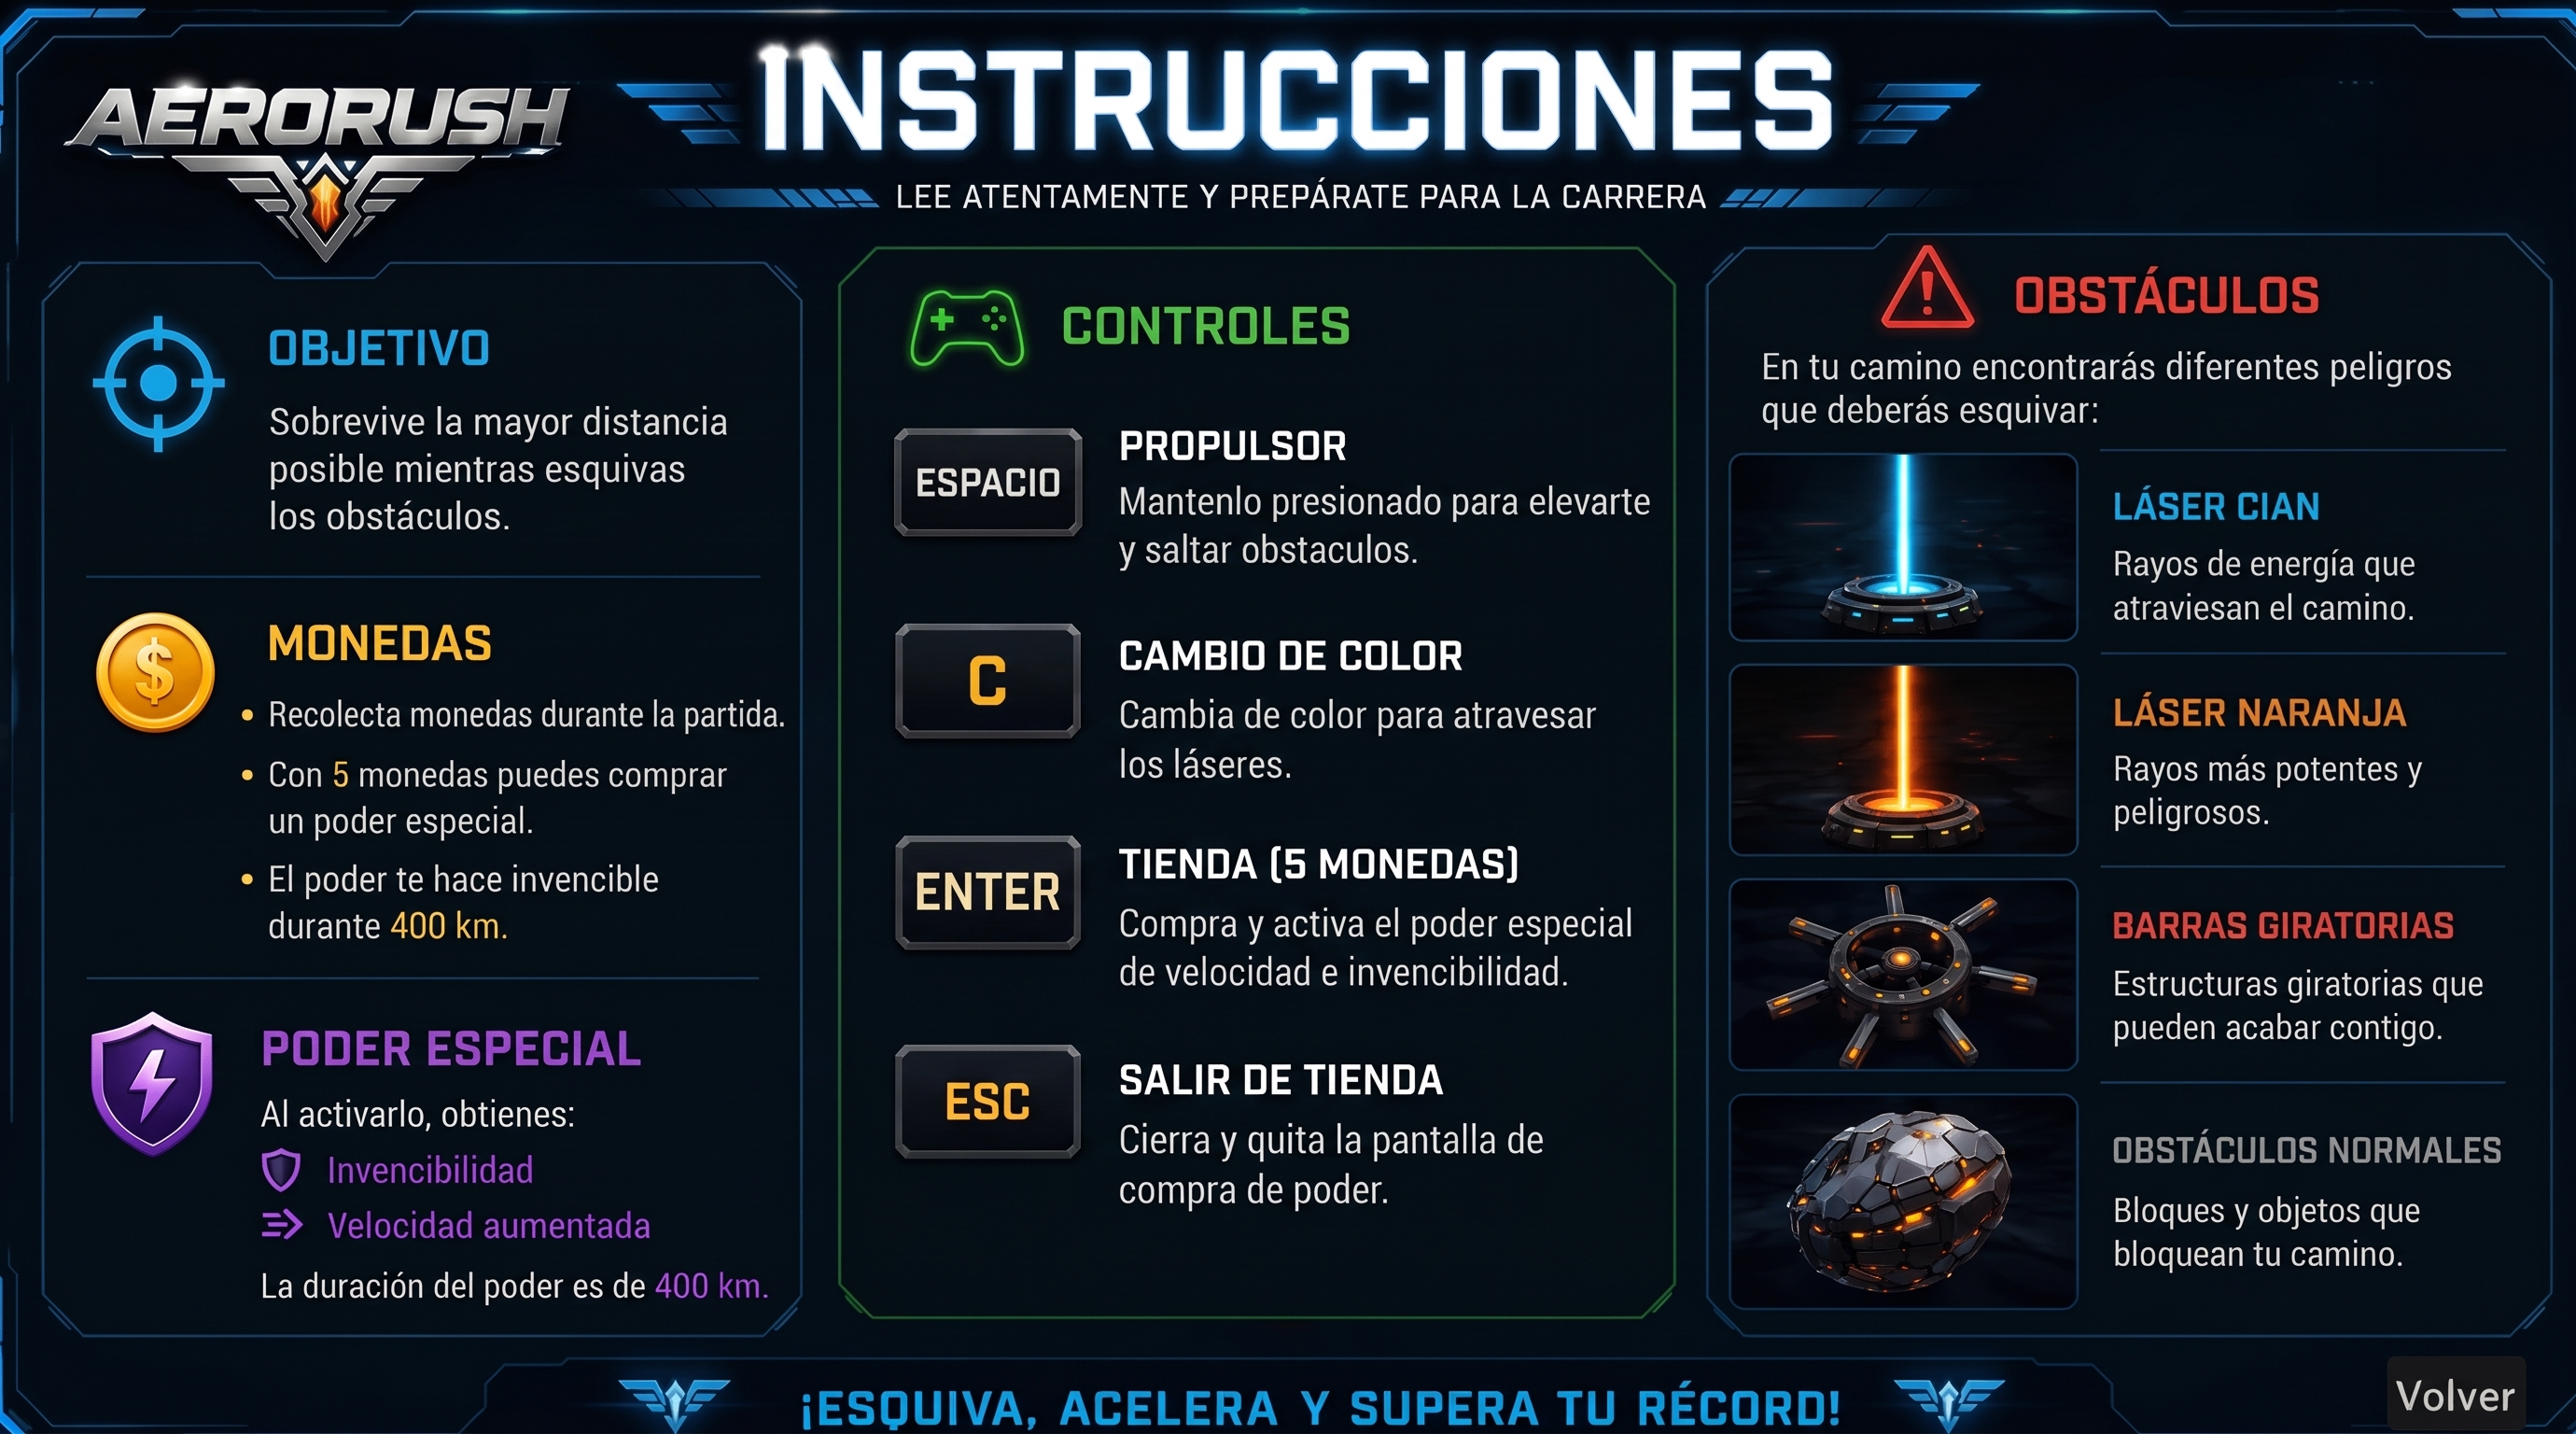 AERORUSH
INSTRUCCIONES
LEE ATENTAMENTE Y PREPÁRATE PARA LA CARRERA
OBJETIVO
Sobrevive la mayor distancia
posible mientras esquivas
los obstáculos.
MONEDAS
$
• Recolecta monedas durante la partida.
• Con 5 monedas puedes comprar
un poder especial.
• El poder te hace invencible
durante 400 km.
PODER ESPECIAL
Al activarlo, obtienes:
Invencibilidad
Velocidad aumentada
La duración del poder es de 400 km.
CONTROLES
ESPACIO
PROPULSOR
Mantenlo presionado para elevarte
y saltar obstaculos.
C
CAMBIO DE COLOR
Cambia de color para atravesar
los láseres.
ENTER
TIENDA (5 MONEDAS)
Compra y activa el poder especial
de velocidad e invencibilidad.
ESC
SALIR DE TIENDA
Cierra y quita la pantalla de
compra de poder.
OBSTÁCULOS
En tu camino encontrarás diferentes peligros
que deberás esquivar:
LÁSER CIAN
Rayos de energía que
atraviesan el camino.
LÁSER NARANJA
Rayos más potentes y
peligrosos.
BARRAS GIRATORIAS
Estructuras giratorias que
pueden acabar contigo.
OBSTÁCULOS NORMALES
Bloques y objetos que
bloquean tu camino.
¡ESQUIVA, ACELERA Y SUPERA TU RÉCORD!
Volver